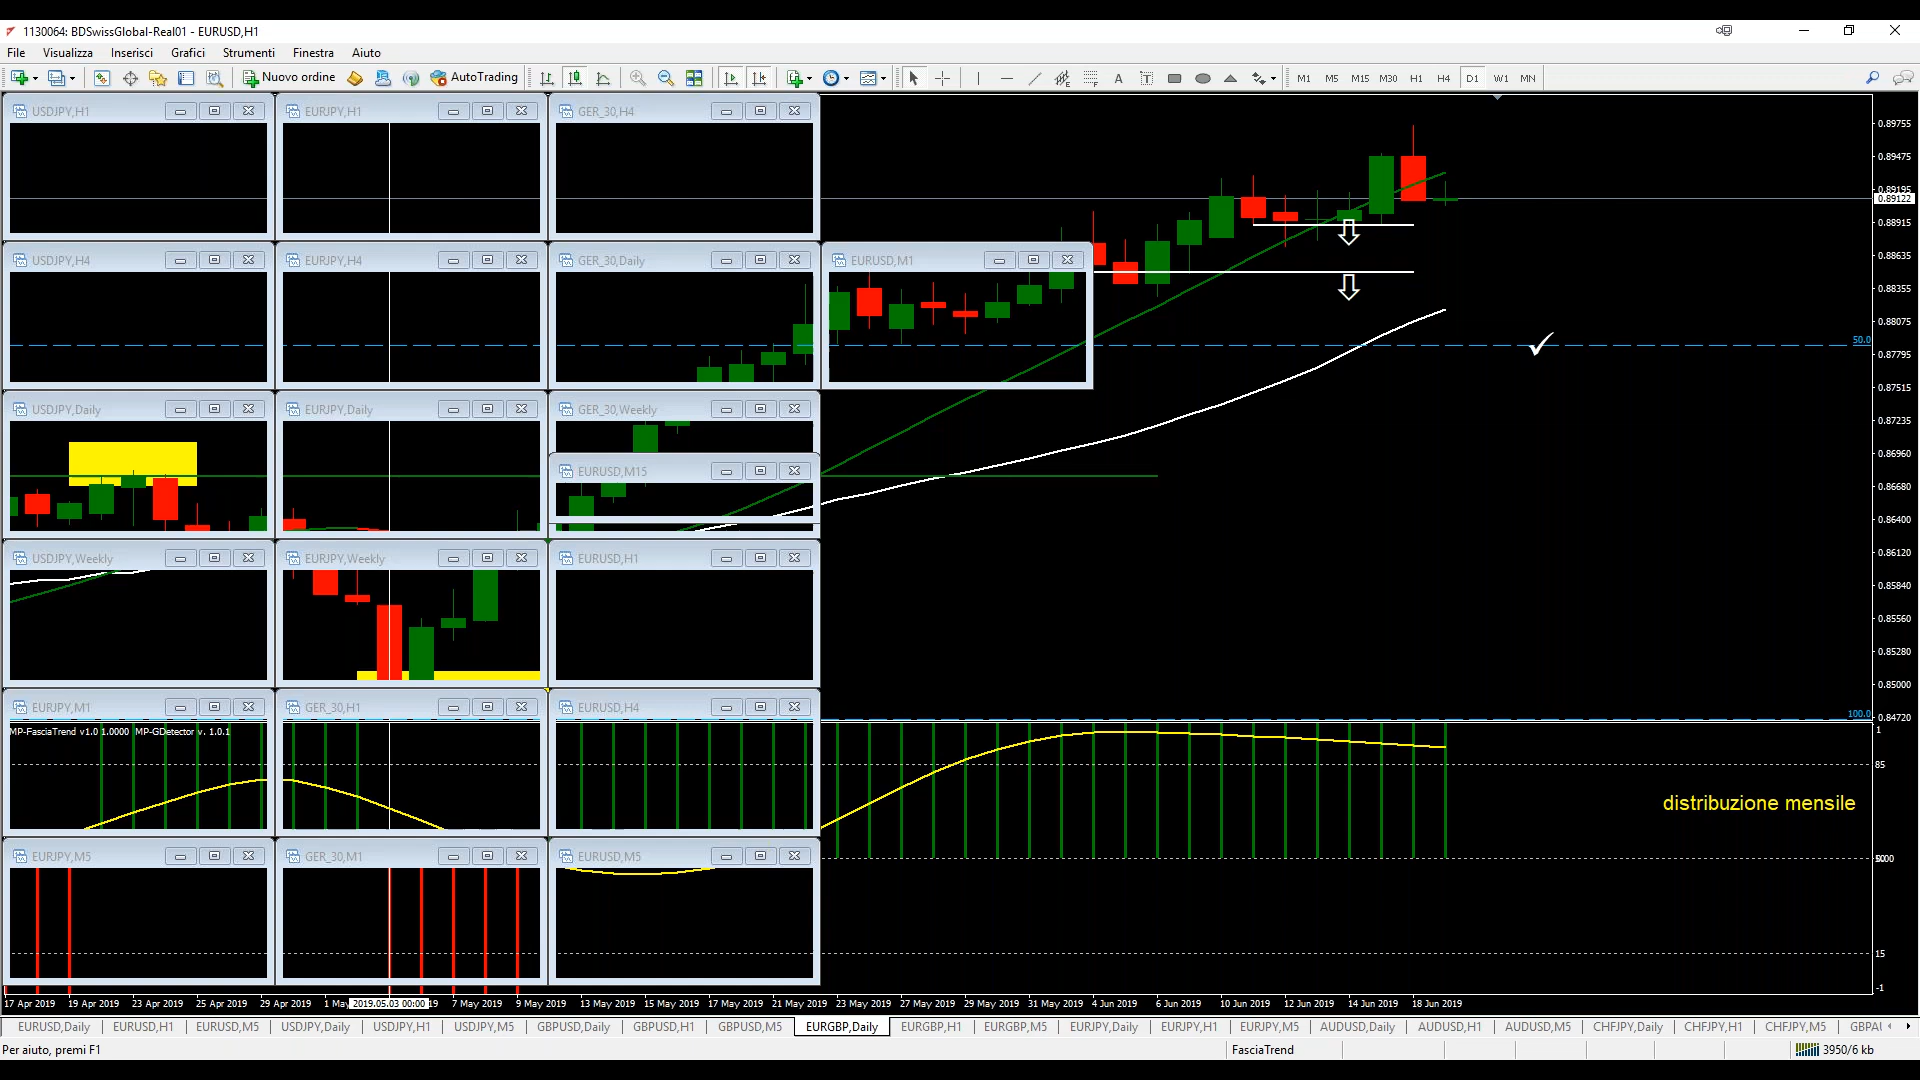 1130064: BDSwissGlobal-Real01 - EURUSD,H1
File Visualizza Inserisci Grafici Strumenti Finestra Aiuto
Nuovo ordine AutoTrading A T M1 M5 M15 M30 H1 H4 D1 W1 MN
USDJPY,H1 EURJPY,H1 GER_30,H4
0.89755
0.89475
0.89195
0.89122
0.88915
USDJPY,H4 EURJPY,H4 GER_30,Daily EURUSD,M1
0.88635
0.88355
0.88075
50.0
0.87795
0.87515
USDJPY,Daily EURJPY,Daily GER_30,Weekly
0.87235
0.86960
EURUSD,M15
0.86680
0.86400
0.86120
USDJPY,Weekly EURJPY,Weekly EURUSD,H1
0.85840
0.85560
0.85280
0.85000
EURJPY,M1 GER_30,H1 EURUSD,H4
100.0
0.84720
MP-FasciaTrend v1.0 1.0000 MP-GDetector v. 1.0.1
1
85
distribuzione mensile
EURJPY,M5 GER_30,M1 EURUSD,M5
15
-1
17 Apr 2019 19 Apr 2019 23 Apr 2019 25 Apr 2019 29 Apr 2019 1 May 2019.05.03 00:00 19 7 May 2019 9 May 2019 13 May 2019 15 May 2019 17 May 2019 21 May 2019 23 May 2019 27 May 2019 29 May 2019 31 May 2019 4 Jun 2019 6 Jun 2019 10 Jun 2019 12 Jun 2019 14 Jun 2019 18 Jun 2019
EURUSD,Daily EURUSD,H1 EURUSD,M5 USDJPY,Daily USDJPY,H1 USDJPY,M5 GBPUSD,Daily GBPUSD,H1 GBPUSD,M5 EURGBP,Daily EURGBP,H1 EURGBP,M5 EURJPY,Daily EURJPY,H1 EURJPY,M5 AUDUSD,Daily AUDUSD,H1 AUDUSD,M5 CHFJPY,Daily CHFJPY,H1 CHFJPY,M5 GBPAU
Per aiuto, premi F1 FasciaTrend 3950/6 kb